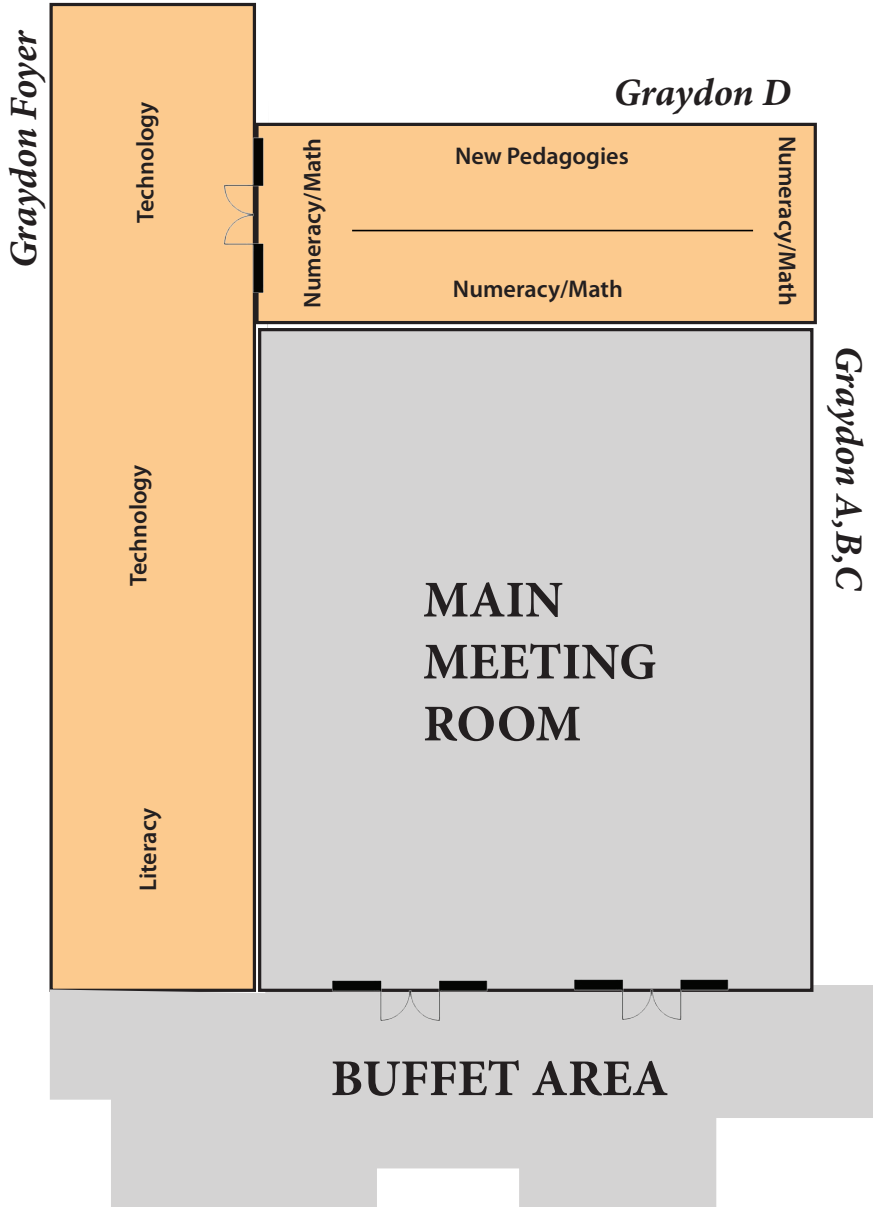 Graydon Foyer
Graydon D
Technology
Numeracy/Math
New Pedagogies
Numeracy/Math
Numeracy/Math
Graydon A,B,C
Technology
MAIN
MEETING
ROOM
Literacy
BUFFET AREA